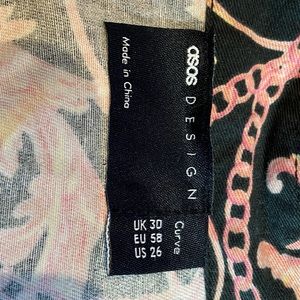 asos DESIGN
Made in China
Curve
UK 30
EU 58
US 26